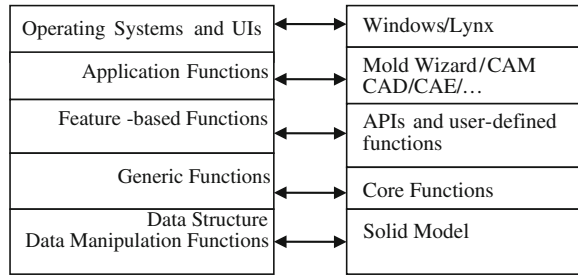 Operating Systems and UIs
Windows/Lynx
Application Functions
Mold Wizard/CAM
CAD/CAE/...
Feature -based Functions
APIs and user-defined
functions
Generic Functions
Core Functions
Data Structure
Data Manipulation Functions
Solid Model